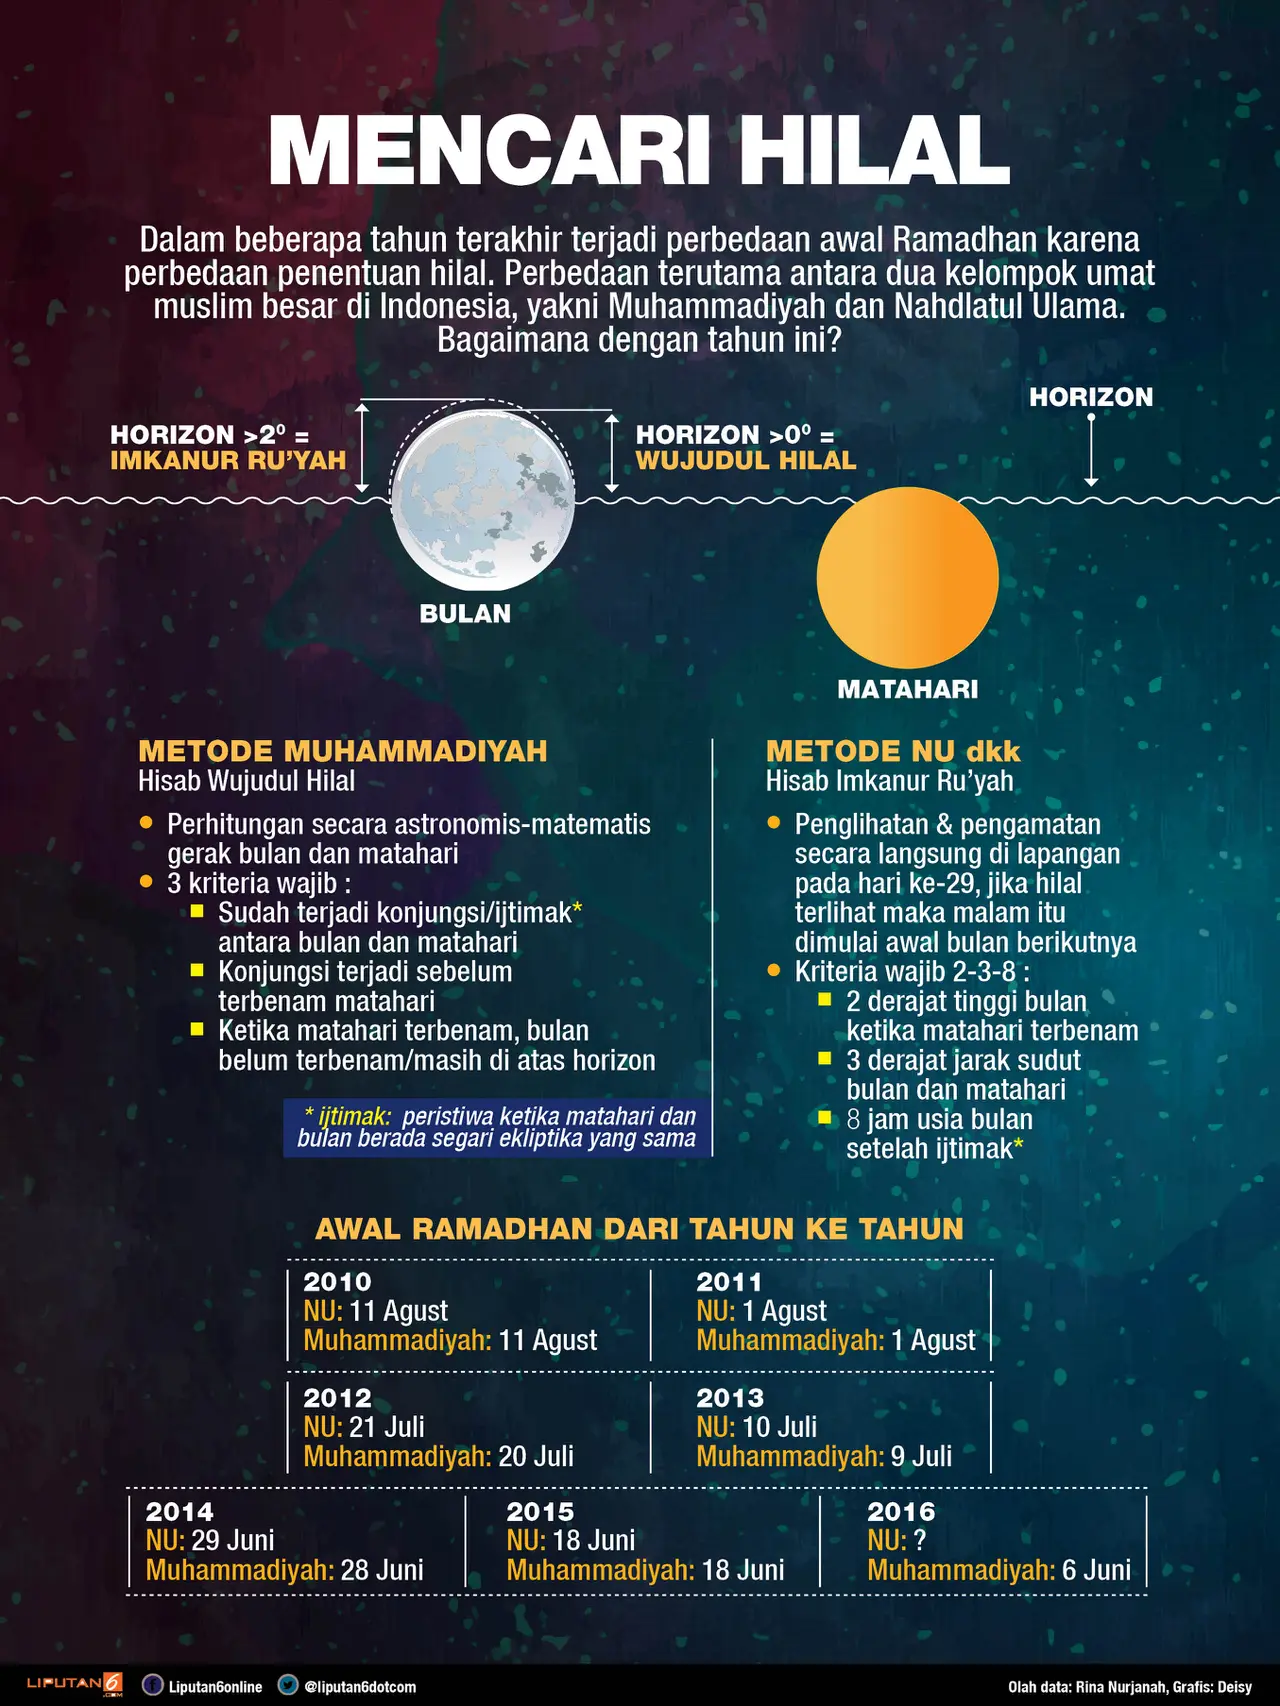 MENCARI HILAL
Dalam beberapa tahun terakhir terjadi perbedaan awal Ramadhan karena
perbedaan penentuan hilal. Perbedaan terutama antara dua kelompok umat
muslim besar di Indonesia, yakni Muhammadiyah dan Nahdlatul Ulama.
Bagaimana dengan tahun ini?
HORIZON >2⁰ =
IMKANUR RU'YAH
HORIZON >0⁰ =
WUJUDUL HILAL
HORIZON
BULAN
MATAHARI
METODE MUHAMMADIYAH
Hisab Wujudul Hilal
• Perhitungan secara astronomis-matematis
gerak bulan dan matahari
• 3 kriteria wajib :
■ Sudah terjadi konjungsi/ijtimak*
antara bulan dan matahari
■ Konjungsi terjadi sebelum
terbenam matahari
■ Ketika matahari terbenam, bulan
belum terbenam/masih di atas horizon
* ijtimak: peristiwa ketika matahari dan
bulan berada segari ekliptika yang sama
METODE NU dkk
Hisab Imkanur Ru'yah
• Penglihatan & pengamatan
secara langsung di lapangan
pada hari ke-29, jika hilal
terlihat maka malam itu
dimulai awal bulan berikutnya
• Kriteria wajib 2-3-8 :
■ 2 derajat tinggi bulan
ketika matahari terbenam
■ 3 derajat jarak sudut
bulan dan matahari
■ 8 jam usia bulan
setelah ijtimak*
AWAL RAMADHAN DARI TAHUN KE TAHUN
2010
NU: 11 Agust
Muhammadiyah: 11 Agust
2011
NU: 1 Agust
Muhammadiyah: 1 Agust
2012
NU: 21 Juli
Muhammadiyah: 20 Juli
2013
NU: 10 Juli
Muhammadiyah: 9 Juli
2014
NU: 29 Juni
Muhammadiyah: 28 Juni
2015
NU: 18 Juni
Muhammadiyah: 18 Juni
2016
NU: ?
Muhammadiyah: 6 Juni
LIPUTAN 6 .COM
Liputan6online
@liputan6dotcom
Olah data: Rina Nurjanah, Grafis: Deisy